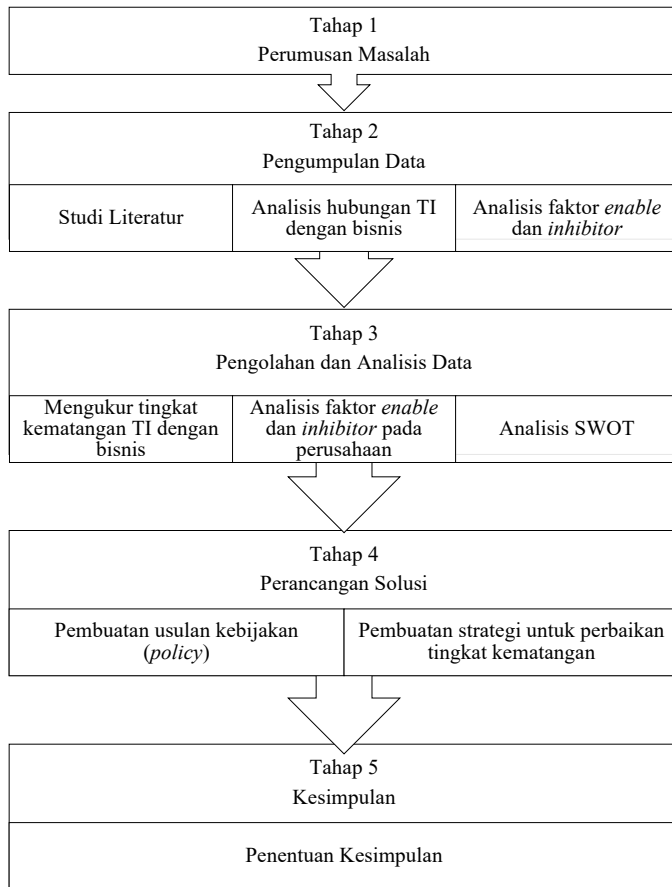 Tahap 1
Perumusan Masalah
Tahap 2
Pengumpulan Data
Studi Literatur
Analisis hubungan TI
dengan bisnis
Analisis faktor enable
dan inhibitor
Tahap 3
Pengolahan dan Analisis Data
Mengukur tingkat
kematangan TI dengan
bisnis
Analisis faktor enable
dan inhibitor pada
perusahaan
Analisis SWOT
Tahap 4
Perancangan Solusi
Pembuatan usulan kebijakan
(policy)
Pembuatan strategi untuk perbaikan
tingkat kematangan
Tahap 5
Kesimpulan
Penentuan Kesimpulan